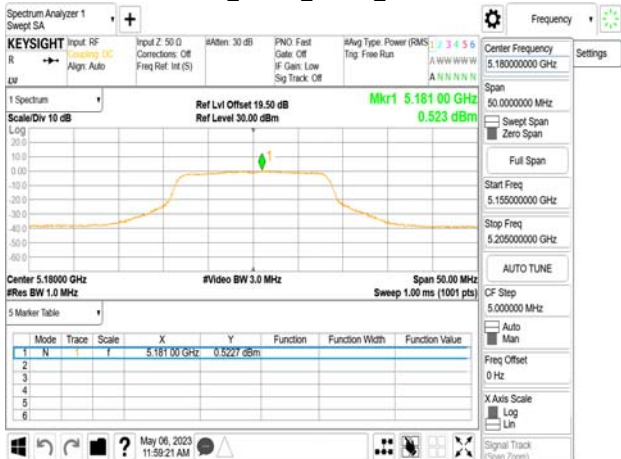 Spectrum Analyzer 1
Swept SA
+
Frequency
KEYSIGHT
Input: RF
Coupling: DC
Align: Auto
Input Z: 50 Ω
Corrections: Off
Freq Ref: Int (S)
#Atten: 30 dB
PNO: Fast
Gate: Off
IF Gain: Low
Sig Track: Off
#Avg Type: Power (RMS
Trig: Free Run
1 2 3 4 5 6
A W W W W W
A N N N N N
R
Center Frequency
5.180000000 GHz
Settings
Span
50.0000000 MHz
Swept Span
Zero Span
Full Span
Start Freq
5.155000000 GHz
Stop Freq
5.205000000 GHz
AUTO TUNE
CF Step
5.000000 MHz
Auto
Man
Freq Offset
0 Hz
X Axis Scale
Log
Lin
Signal Track
(Span Zoom)
1 Spectrum
Scale/Div 10 dB
Ref Lvl Offset 19.50 dB
Ref Level 30.00 dBm
Mkr1 5.181 00 GHz
0.523 dBm
Log
20.0
10.0
0.00
-10.0
-20.0
-30.0
-40.0
-50.0
-60.0
1
Center 5.18000 GHz
#Res BW 1.0 MHz
#Video BW 3.0 MHz
Span 50.00 MHz
Sweep 1.00 ms (1001 pts)
5 Marker Table
Mode Trace Scale X Y Function Function Width Function Value
1 N 1 f 5.181 00 GHz 0.5227 dBm
2
3
4
5
6
?
May 06, 2023
11:59:21 AM